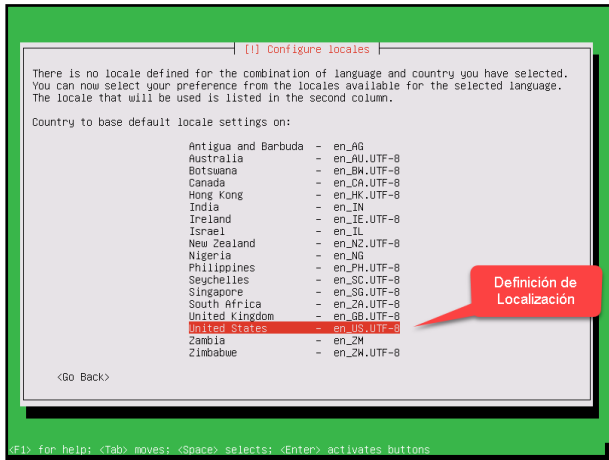 [!] Configure locales
There is no locale defined for the combination of language and country you have selected.
You can now select your preference from the locales available for the selected language.
The locale that will be used is listed in the second column.
Country to base default locale settings on:
Antigua and Barbuda - en_AG
Australia - en_AU.UTF-8
Botswana - en_BW.UTF-8
Canada - en_CA.UTF-8
Hong Kong - en_HK.UTF-8
India - en_IN
Ireland - en_IE.UTF-8
Israel - en_IL
New Zealand - en_NZ.UTF-8
Nigeria - en_NG
Philippines - en_PH.UTF-8
Seychelles - en_SC.UTF-8
Singapore - en_SG.UTF-8
South Africa - en_ZA.UTF-8
United Kingdom - en_GB.UTF-8
United States - en_US.UTF-8
Zambia - en_ZM
Zimbabwe - en_ZW.UTF-8
Definición de
Localización
<Go Back>
<F1> for help; <Tab> moves; <Space> selects; <Enter> activates buttons